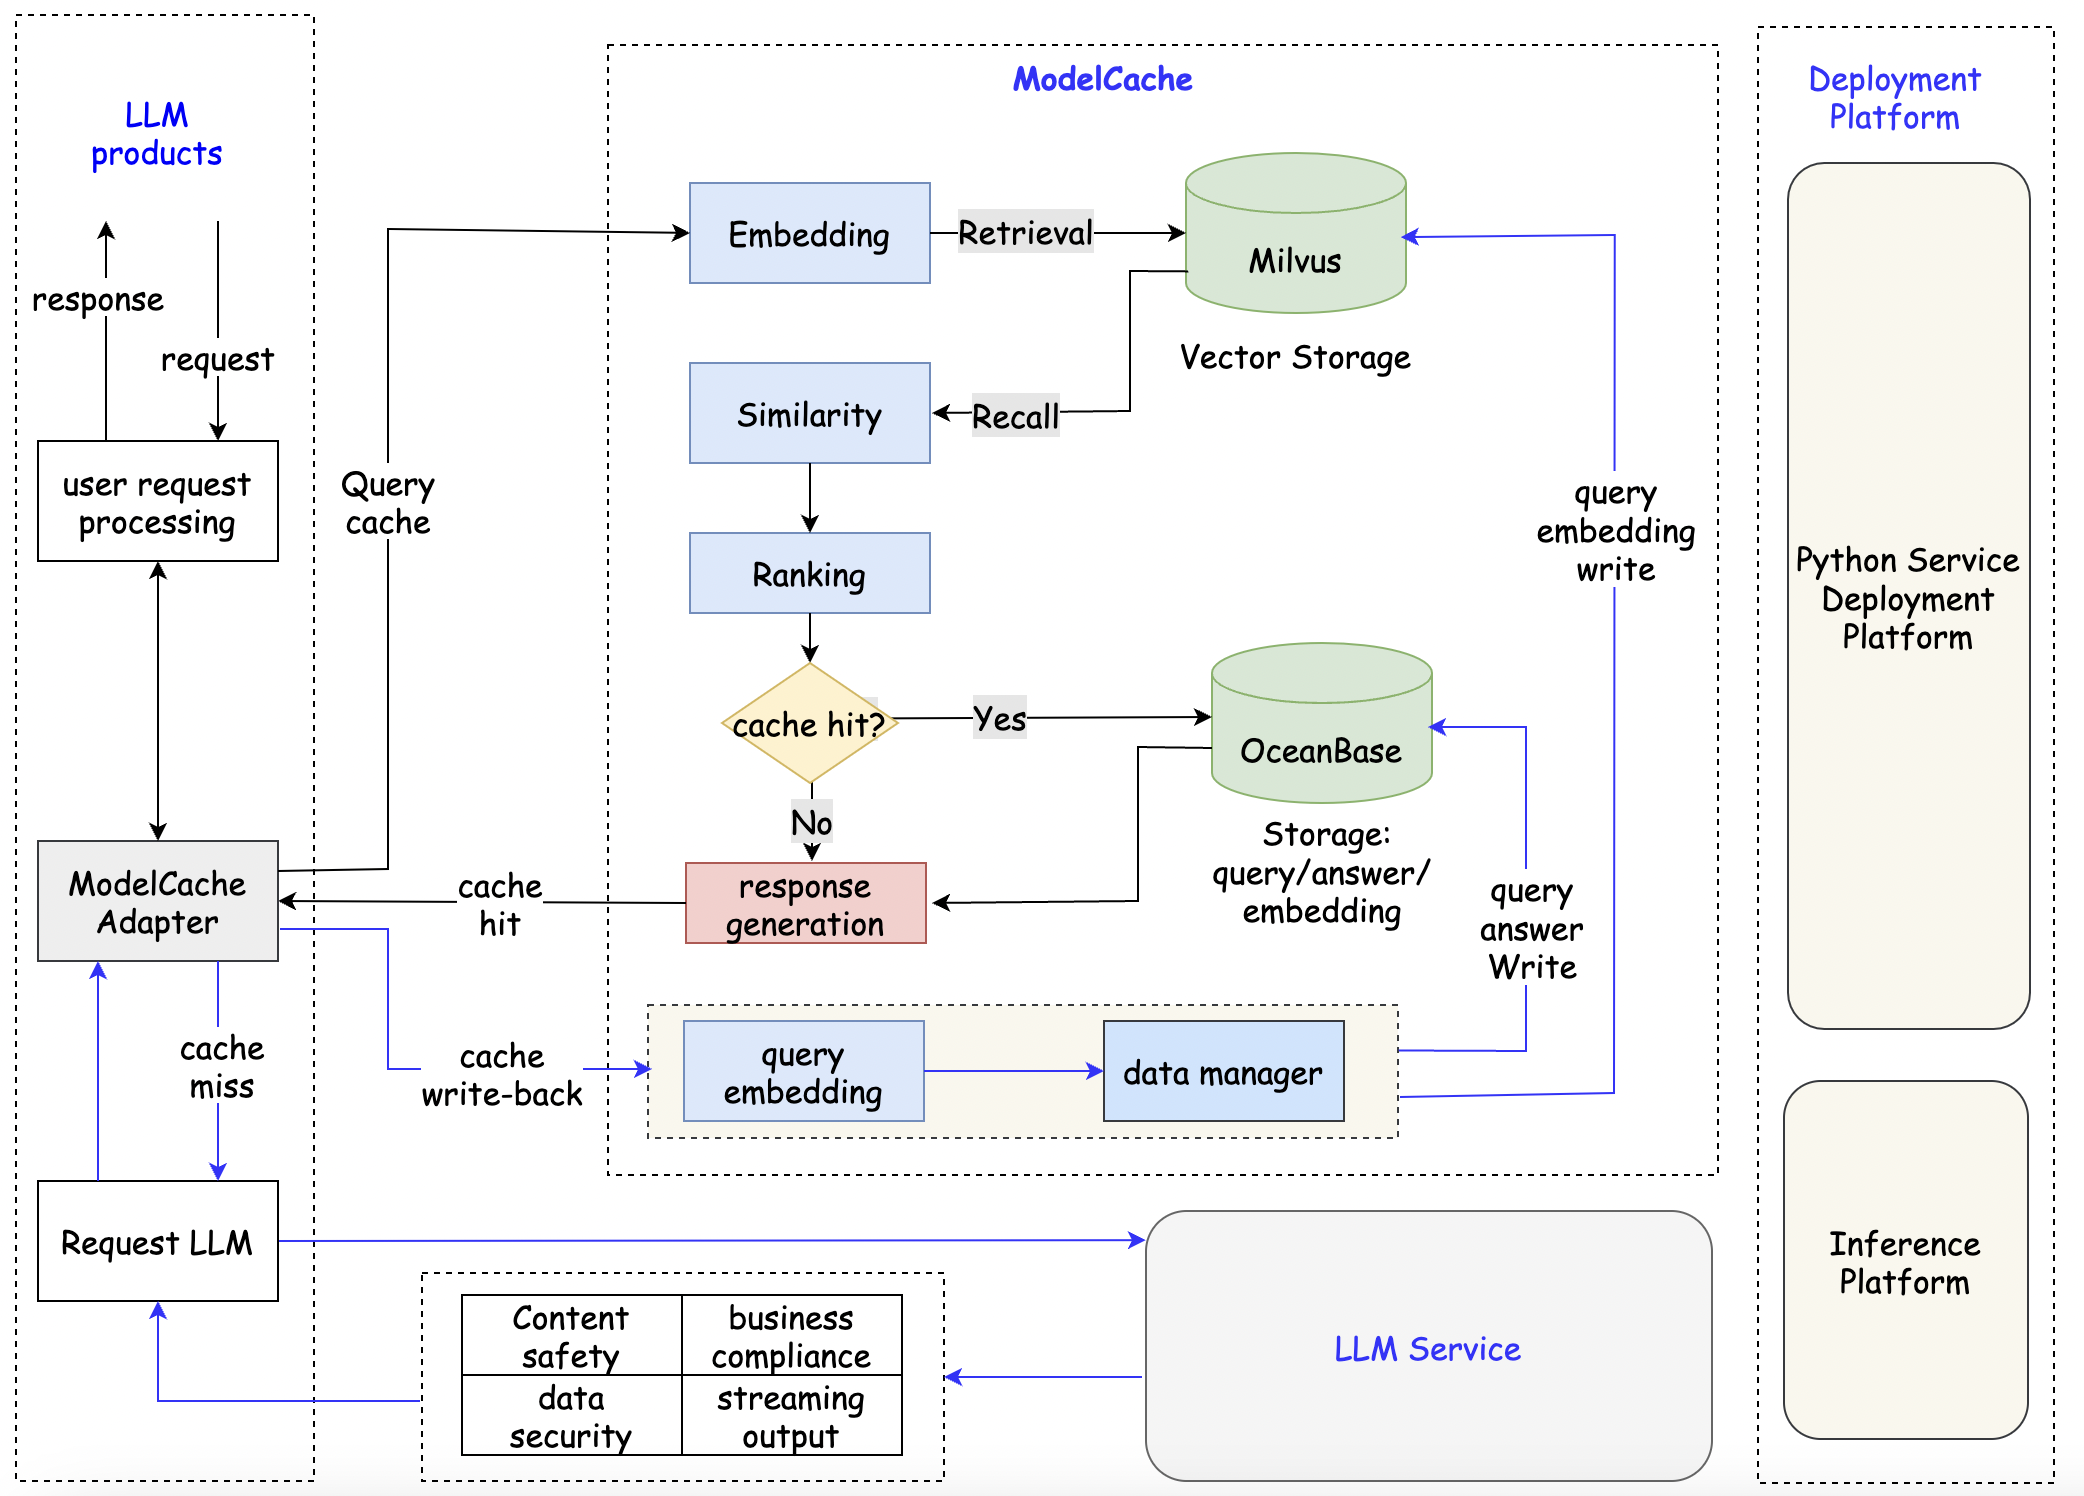 LLM
products
response
request
user request
processing
ModelCache
Adapter
cache
miss
Request LLM
Query
cache
cache
hit
cache
write-back
ModelCache
Embedding
Retrieval
Milvus
Vector Storage
Similarity
Recall
Ranking
cache hit?
Yes
No
OceanBase
Storage:
query/answer/
embedding
response
generation
query
embedding
data manager
query
answer
Write
query
embedding
write
Content
safety
business
compliance
data
security
streaming
output
LLM Service
Deployment
Platform
Python Service
Deployment
Platform
Inference
Platform